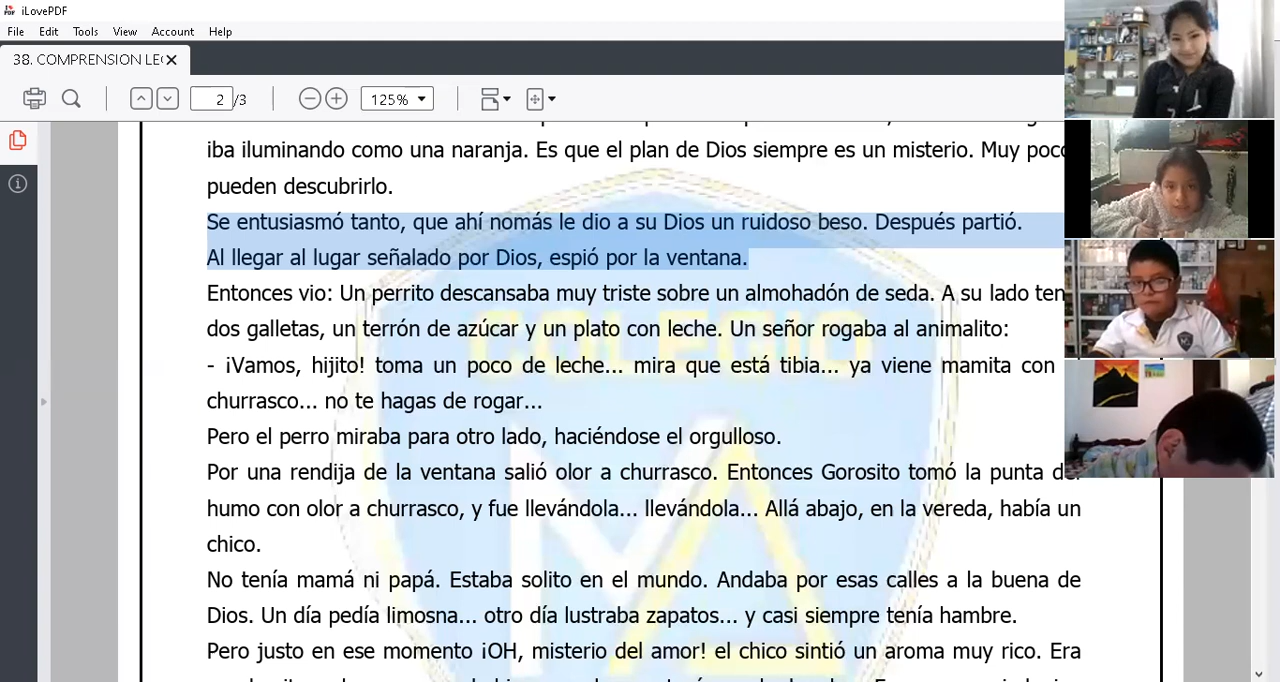 iLovePDF
File Edit Tools View Account Help
38. COMPRENSION LE
2 /3 125%
iba iluminando como una naranja. Es que el plan de Dios siempre es un misterio. Muy poco
pueden descubrirlo.
Se entusiasmó tanto, que ahí nomás le dio a su Dios un ruidoso beso. Después partió.
Al llegar al lugar señalado por Dios, espió por la ventana.
Entonces vio: Un perrito descansaba muy triste sobre un almohadón de seda. A su lado ten
dos galletas, un terrón de azúcar y un plato con leche. Un señor rogaba al animalito:
- ¡Vamos, hijito! toma un poco de leche... mira que está tibia... ya viene mamita con
churrasco... no te hagas de rogar...
Pero el perro miraba para otro lado, haciéndose el orgulloso.
Por una rendija de la ventana salió olor a churrasco. Entonces Gorosito tomó la punta del
humo con olor a churrasco, y fue llevándola... llevándola... Allá abajo, en la vereda, había un
chico.
No tenía mamá ni papá. Estaba solito en el mundo. Andaba por esas calles a la buena de
Dios. Un día pedía limosna... otro día lustraba zapatos... y casi siempre tenía hambre.
Pero justo en ese momento ¡OH, misterio del amor! el chico sintió un aroma muy rico. Era
COLEGIO